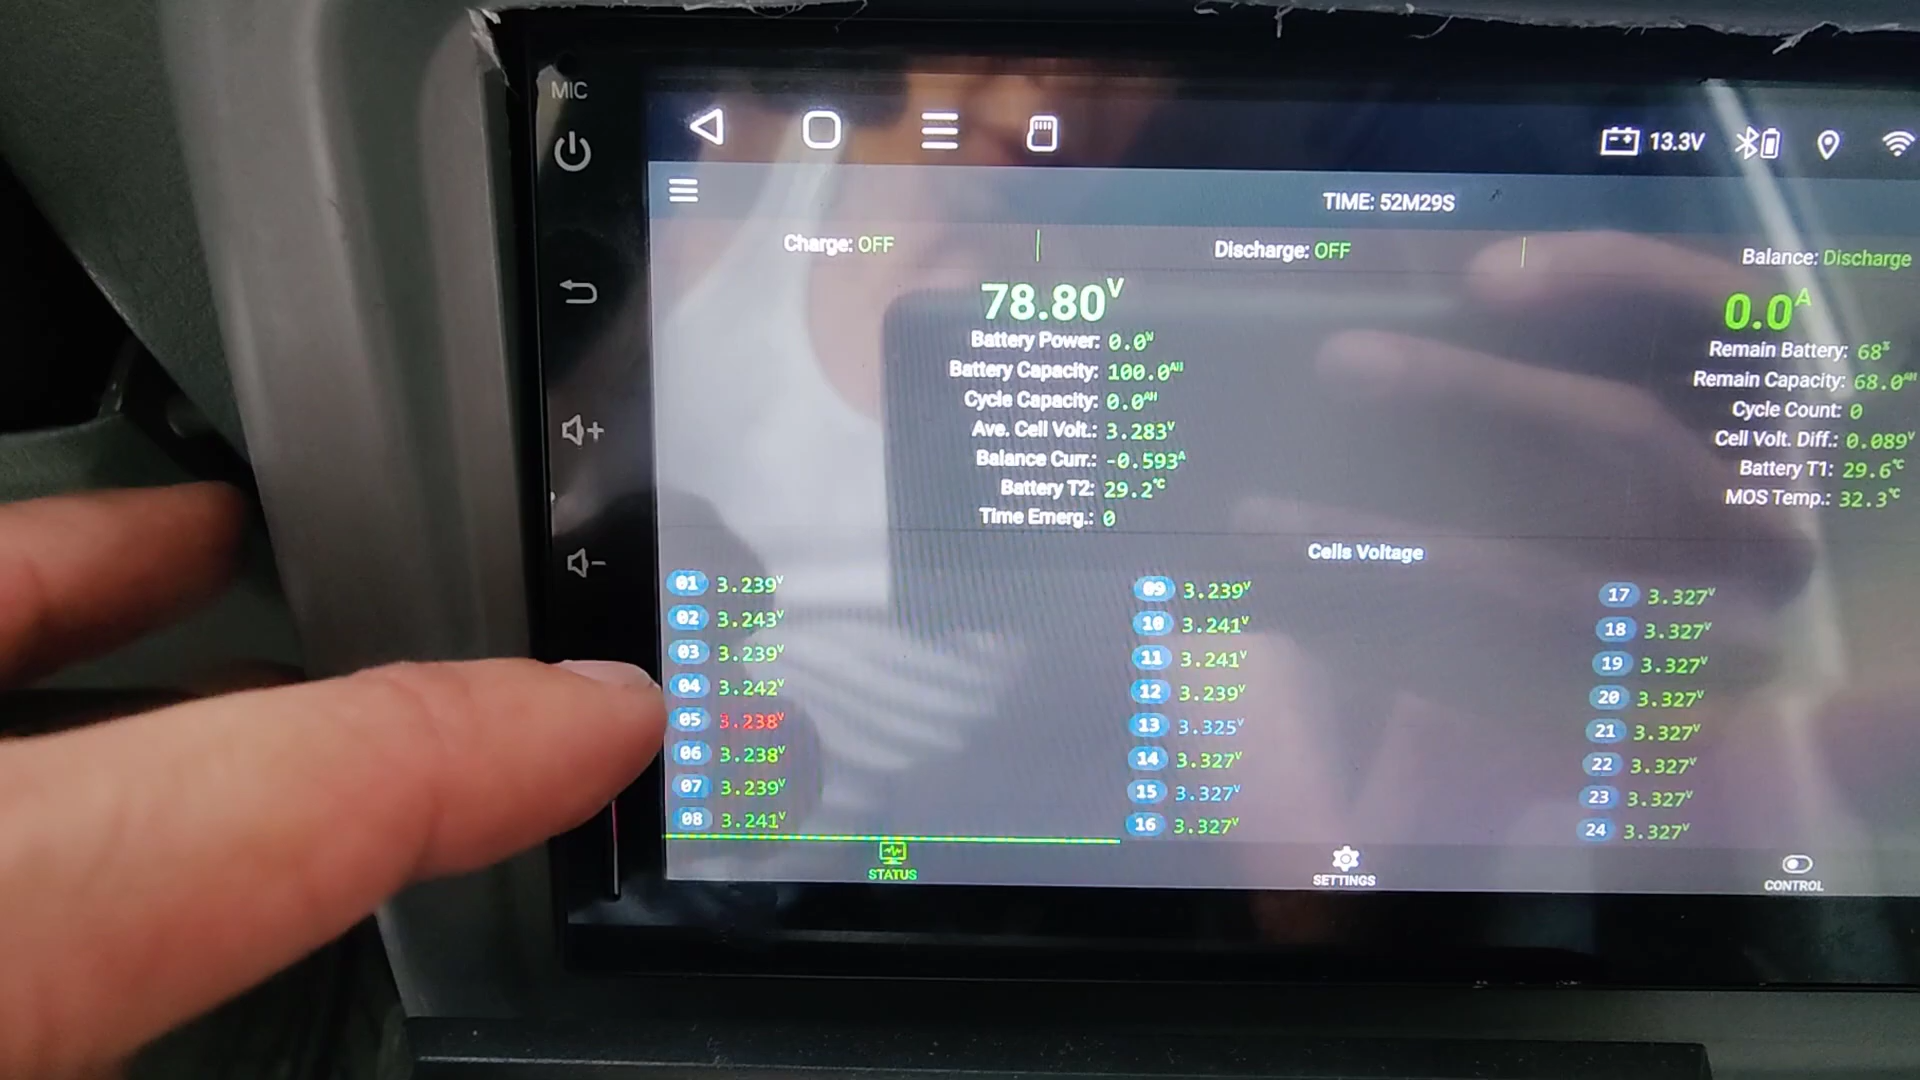 MIC
13.3V
TIME: 52M29S
Charge: OFF
Discharge: OFF
Balance: Discharge
78.80V
Battery Power: 0.0W
Battery Capacity: 100.0AH
Cycle Capacity: 0.0AH
Ave. Cell Volt.: 3.283V
Balance Curr.: -0.593A
Battery T2: 29.2℃
Time Emerg.: 0
0.0A
Remain Battery: 68%
Remain Capacity: 68.0AH
Cycle Count: 0
Cell Volt. Diff.: 0.089V
Battery T1: 29.6℃
MOS Temp.: 32.3℃
Cells Voltage
01 3.239V
02 3.243V
03 3.239V
04 3.242V
05 3.238V
06 3.238V
07 3.239V
08 3.241V
09 3.239V
10 3.241V
11 3.241V
12 3.239V
13 3.325V
14 3.327V
15 3.327V
16 3.327V
17 3.327V
18 3.327V
19 3.327V
20 3.327V
21 3.327V
22 3.327V
23 3.327V
24 3.327V
STATUS
SETTINGS
CONTROL